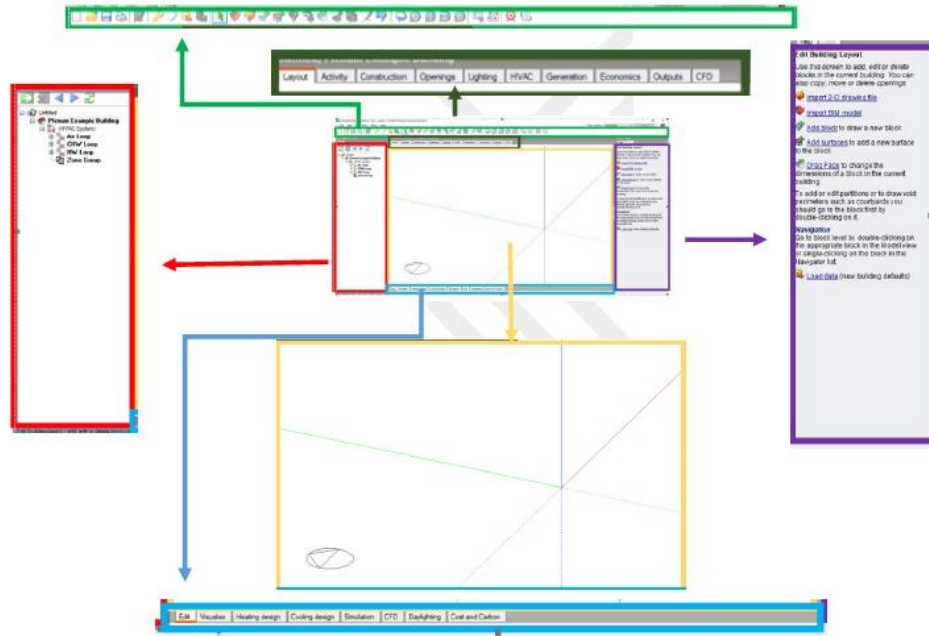 Layout Activity Construction Openings Lighting HVAC Generation Economics Outputs CFD
Untitled
Plenum Example Building
(HVAC System)
Air Loop
CHW Loop
HW Loop
Zone Group
Edit Building Layout
Use this screen to add, edit or delete
blocks in the current building. You can
also copy, move or delete openings.
Import 2-D drawing file
Import BIM model
Add block to draw a new block
Add surfaces to add a new surface
to the block
Drag Face to change the
dimensions of a block in the current
building
To add or edit partitions or to draw void
perimeters such as courtyards you
should go to the block first by
double-clicking on it.
Navigation
Go to block level by double-clicking on
the appropriate block in the Model view
or single-clicking on the block in the
Navigator list.
Load data (new building defaults)
Edit Visualise Heating design Cooling design Simulation CFD Daylighting Cost and Carbon